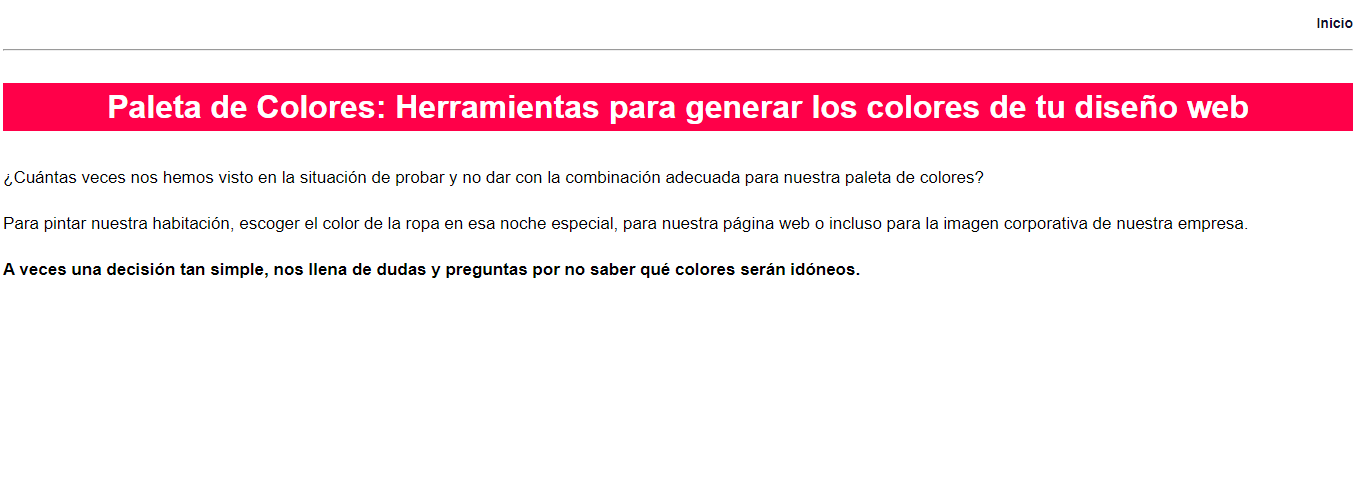 Inicio
Paleta de Colores: Herramientas para generar los colores de tu diseño web
¿Cuántas veces nos hemos visto en la situación de probar y no dar con la combinación adecuada para nuestra paleta de colores?
Para pintar nuestra habitación, escoger el color de la ropa en esa noche especial, para nuestra página web o incluso para la imagen corporativa de nuestra empresa.
A veces una decisión tan simple, nos llena de dudas y preguntas por no saber qué colores serán idóneos.